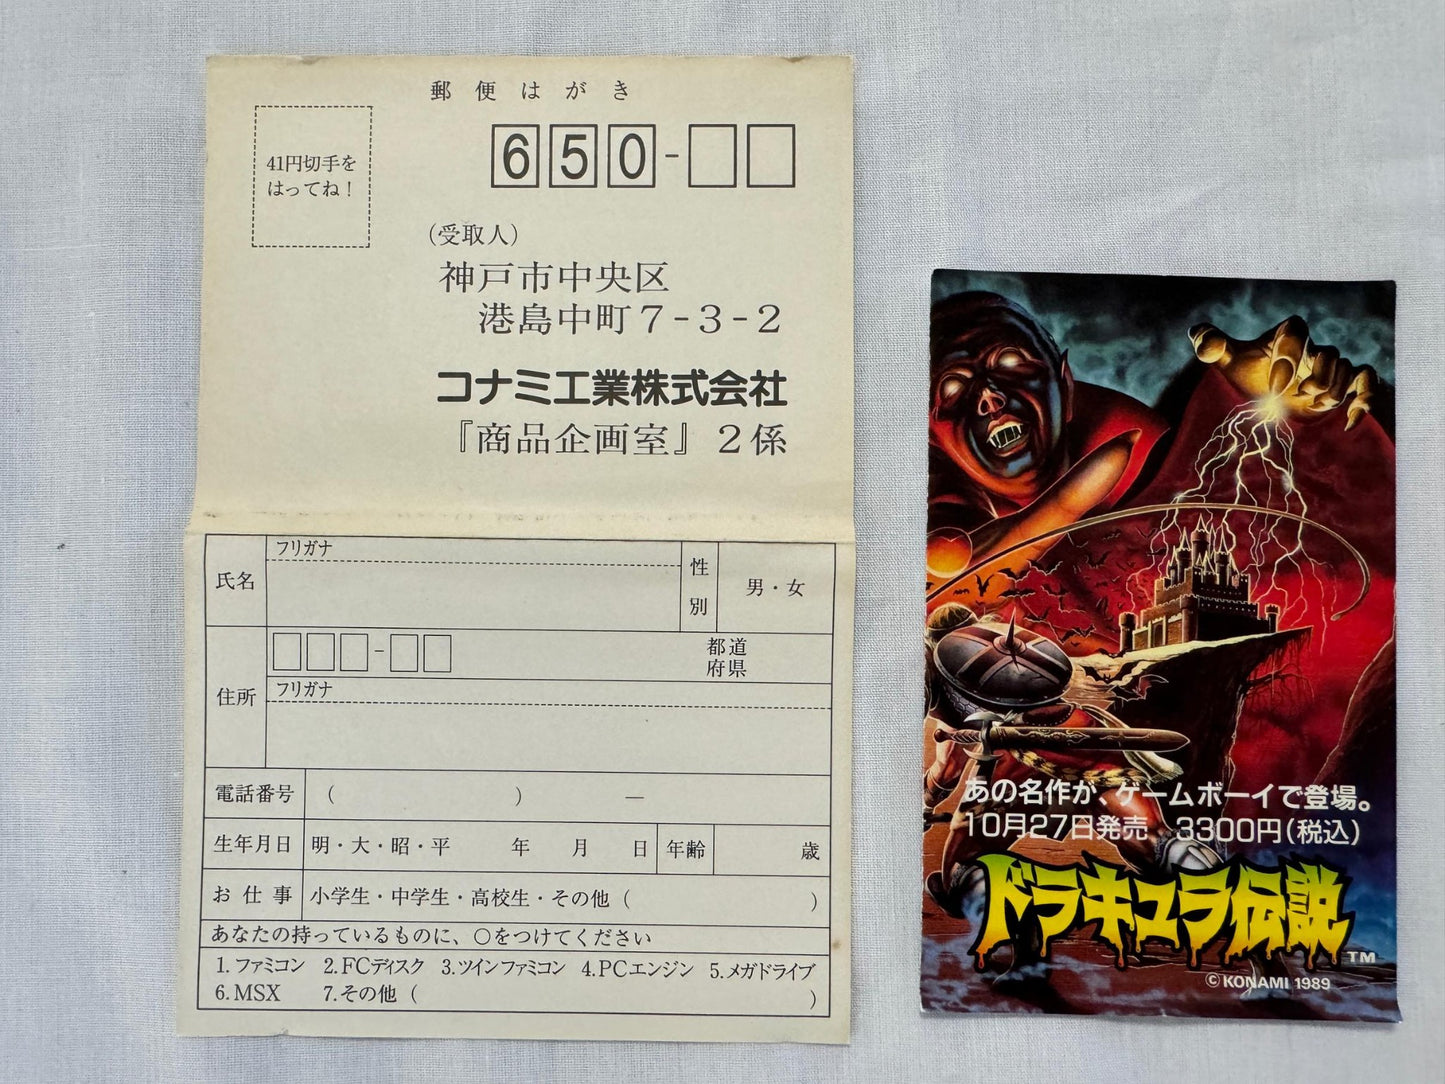 郵便はがき
41円切手を
はってね！
650-
（受取人）
神戸市中央区
港島中町７-３-２
コナミ工業株式会社
『商品企画室』２係
氏名
フリガナ
性別
男・女
住所
-
都道
府県
フリガナ
電話番号 （ ） —
生年月日 明・大・昭・平 年 月 日 年齢 歳
お仕事 小学生・中学生・高校生・その他（ ）
あなたの持っているものに、○をつけてください
1. ファミコン 2. FCディスク 3. ツインファミコン 4. PCエンジン 5. メガドライブ
6. MSX 7. その他（ ）
あの名作が、ゲームボーイで登場。
10月27日発売 3300円（税込）
ドラキュラ伝説™
©KONAMI 1989